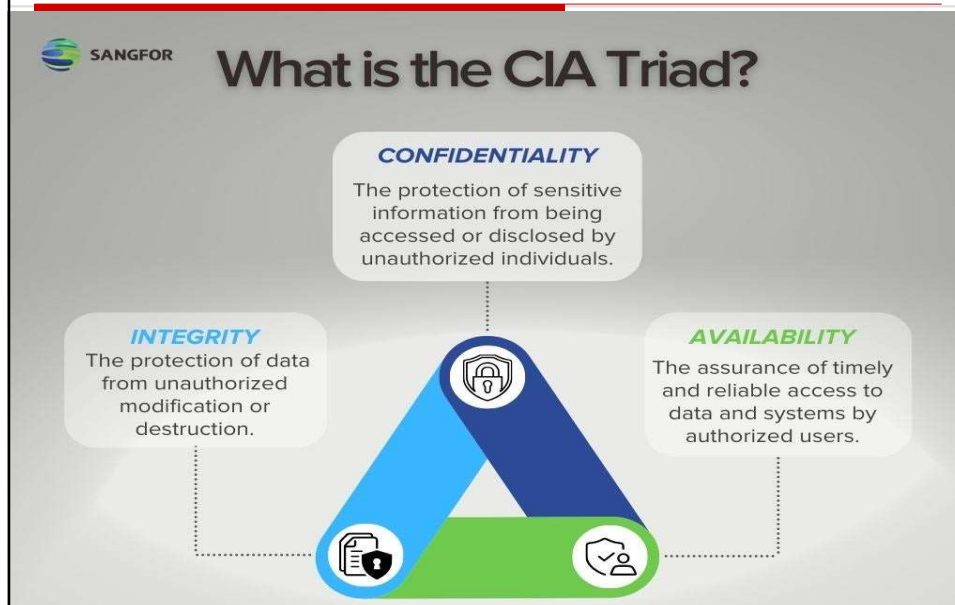 SANGFOR
What is the CIA Triad?
CONFIDENTIALITY
The protection of sensitive
information from being
accessed or disclosed by
unauthorized individuals.
INTEGRITY
The protection of data
from unauthorized
modification or
destruction.
AVAILABILITY
The assurance of timely
and reliable access to
data and systems by
authorized users.